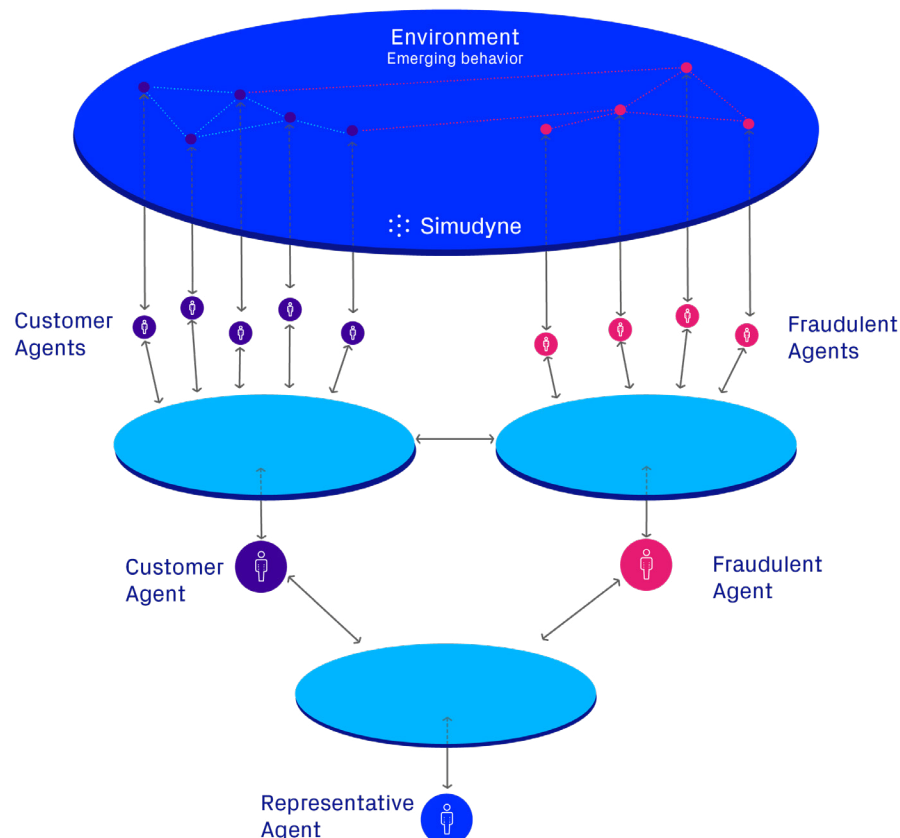 Environment
Emerging behavior
Simudyne
Customer
Agents
Fraudulent
Agents
Customer
Agent
Fraudulent
Agent
Representative
Agent